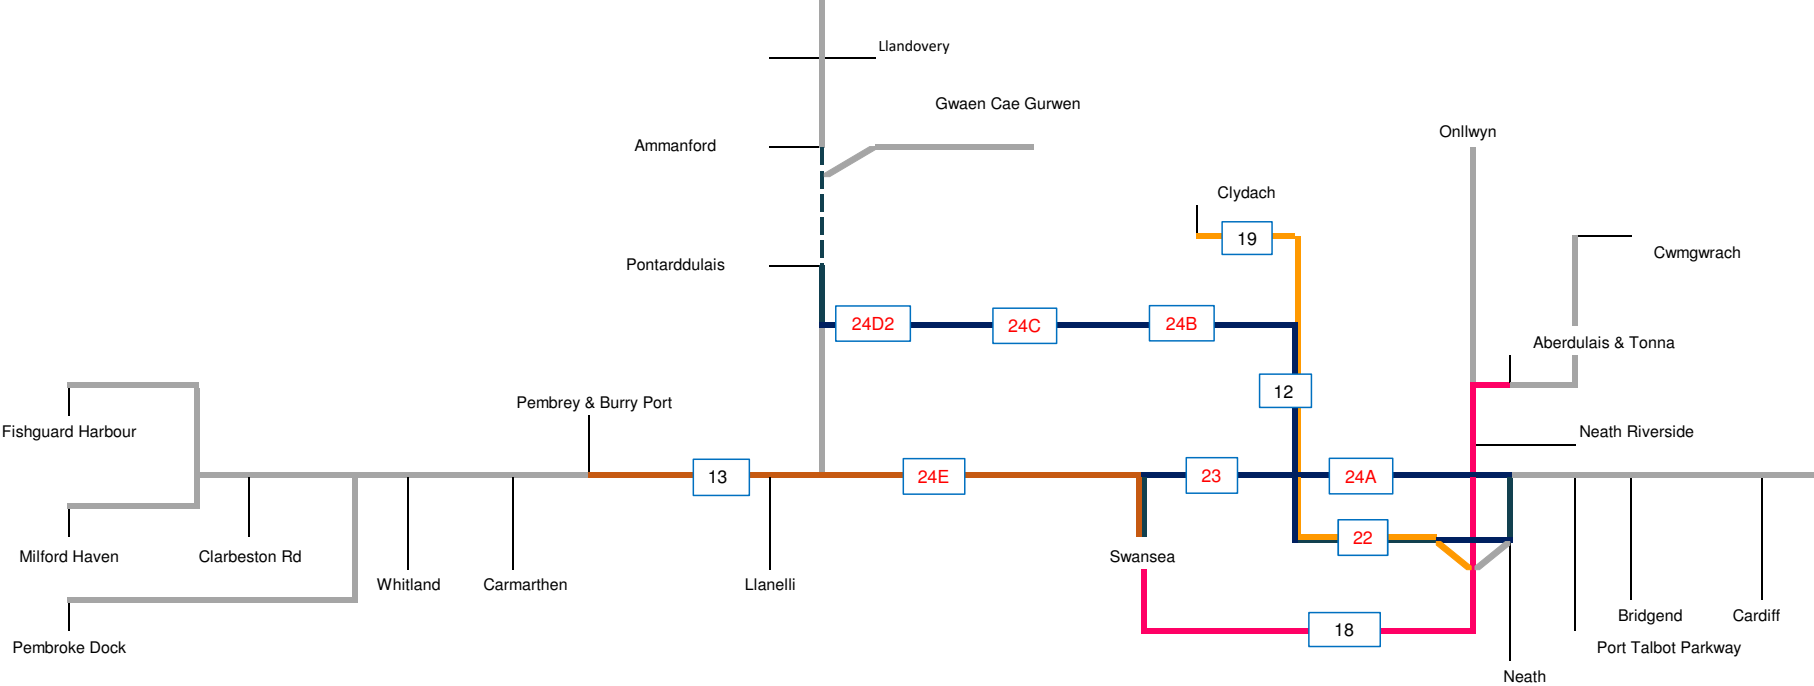 Llandovery
Gwaen Cae Gurwen
Onllwyn
Ammanford
Clydach
19
Cwmgwrach
Pontarddulais
24D2
24C
24B
Aberdulais & Tonna
12
Pembrey & Burry Port
Fishguard Harbour
Neath Riverside
13
24E
23
24A
22
Milford Haven
Clarbeston Rd
Swansea
Whitland
Carmarthen
Llanelli
Bridgend
Cardiff
18
Pembroke Dock
Port Talbot Parkway
Neath